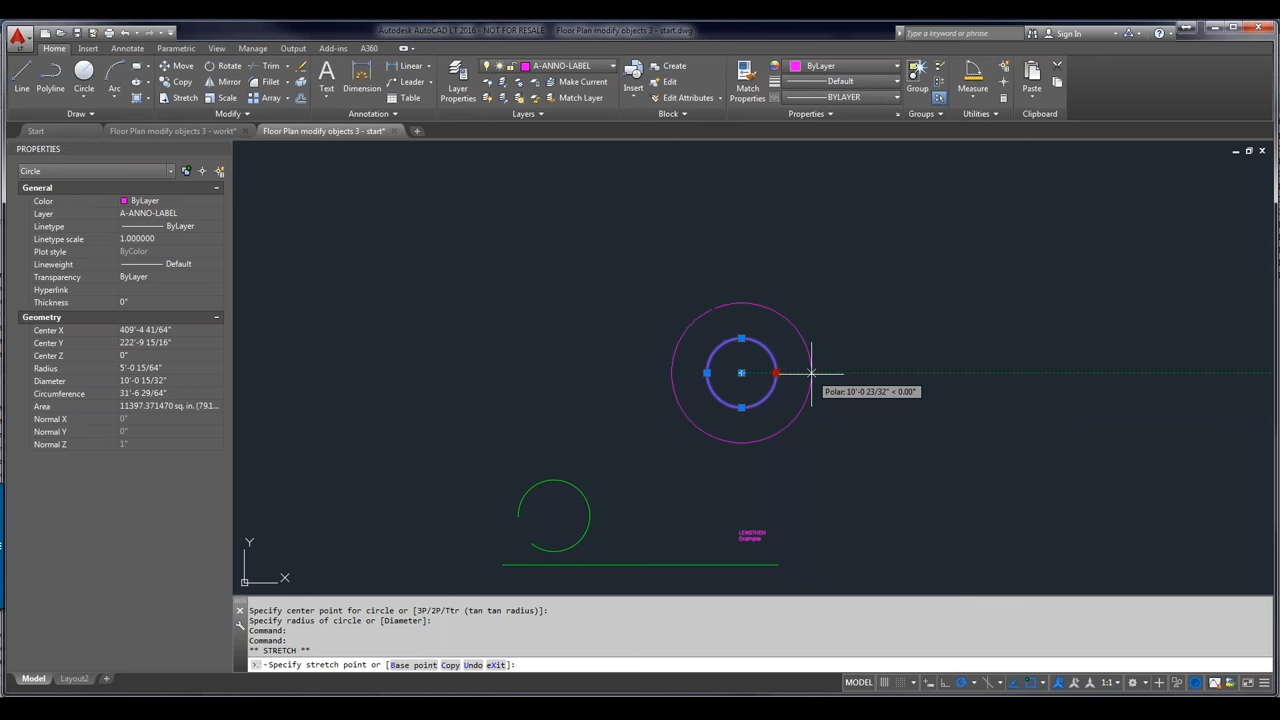 Autodesk AutoCAD LT 2016 - NOT FOR RESALE Floor Plan modify objects 3 - start.dwg
Type a keyword or phrase
Sign In
LT
Home Insert Annotate Parametric View Manage Output Add-ins A360
Line Polyline Circle Arc
Move Rotate Trim
Copy Mirror Fillet
Stretch Scale Array
Text Dimension
Linear
Leader
Table
Layer
Properties
A-ANNO-LABEL
Make Current
Match Layer
Insert
Create
Edit
Edit Attributes
Match
Properties
ByLayer
Default
BYLAYER
Group
Measure
Paste
Draw Modify Annotation Layers Block Properties Groups Utilities Clipboard
Start Floor Plan modify objects 3 - workt* Floor Plan modify objects 3 - start*
PROPERTIES
Circle
General
Color ByLayer
Layer A-ANNO-LABEL
Linetype ByLayer
Linetype scale 1.000000
Plot style ByColor
Lineweight Default
Transparency ByLayer
Hyperlink
Thickness 0"
Geometry
Center X 409'-4 41/64"
Center Y 222'-9 15/16"
Center Z 0"
Radius 5'-0 15/64"
Diameter 10'-0 15/32"
Circumference 31'-6 29/64"
Area 11397.371470 sq. in. (79.1...
Normal X 0"
Normal Y 0"
Normal Z 1"
Polar: 10'-0 23/32" < 0.00°
LENGTHEN
Example
Y
X
Specify center point for circle or [3P/2P/Ttr (tan tan radius)]:
Specify radius of circle or [Diameter]:
Command:
Command:
** STRETCH **
Specify stretch point or [Base point Copy Undo eXit]:
Model Layout2
MODEL 1:1